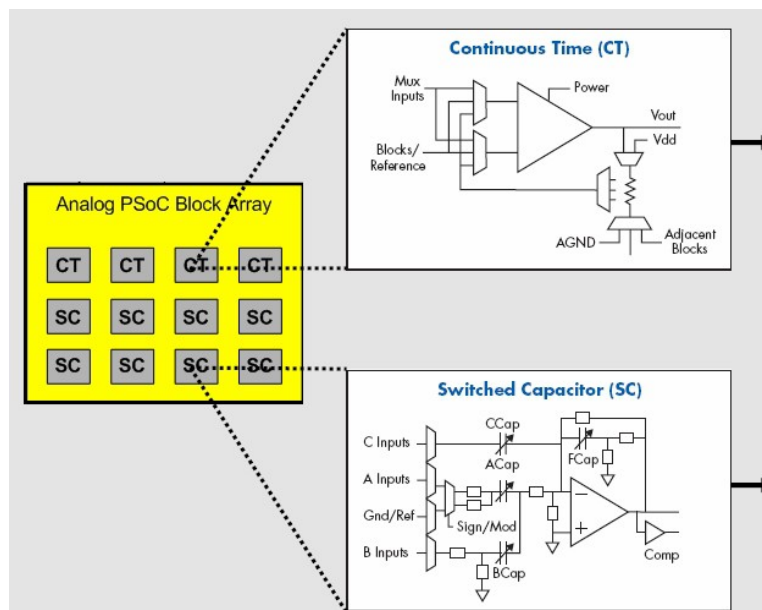 Continuous Time (CT)
Mux
Inputs
Power
Vout
Vdd
Blocks/
Reference
AGND
Adjacent
Blocks
Analog PSoC Block Array
CT CT CT CT
SC SC SC SC
SC SC SC SC
Switched Capacitor (SC)
CCap
C Inputs
ACap
FCap
A Inputs
Gnd/Ref
Sign/Mod
B Inputs
BCap
Comp